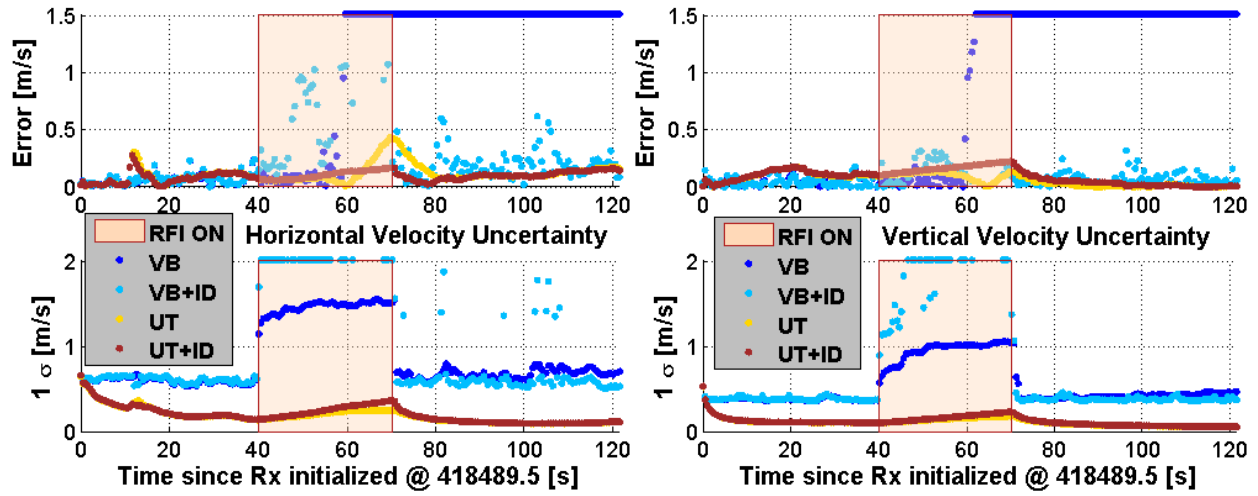 1.5
1
0.5
0
Error [m/s]
0 20 40 60 80 100 120
1.5
1
0.5
0
Error [m/s]
0 20 40 60 80 100 120
RFI ON
VB
VB+ID
UT
UT+ID
Horizontal Velocity Uncertainty
2
1
0
1 σ [m/s]
0 20 40 60 80 100 120
Time since Rx initialized @ 418489.5 [s]
RFI ON
VB
VB+ID
UT
UT+ID
Vertical Velocity Uncertainty
2
1
0
1 σ [m/s]
0 20 40 60 80 100 120
Time since Rx initialized @ 418489.5 [s]